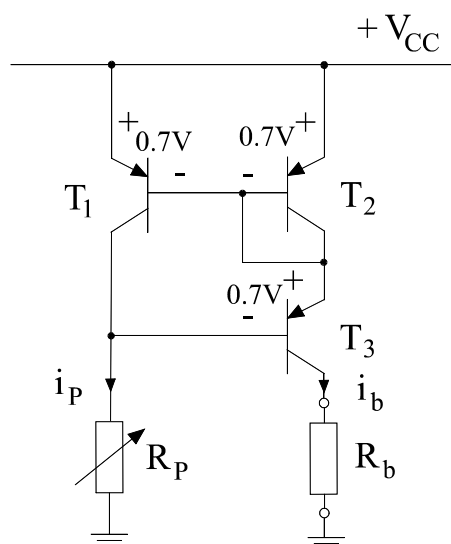 + V_CC
+ 0.7V -
0.7V + -
T_1
T_2
0.7V + -
T_3
i_P
i_b
R_P
R_b